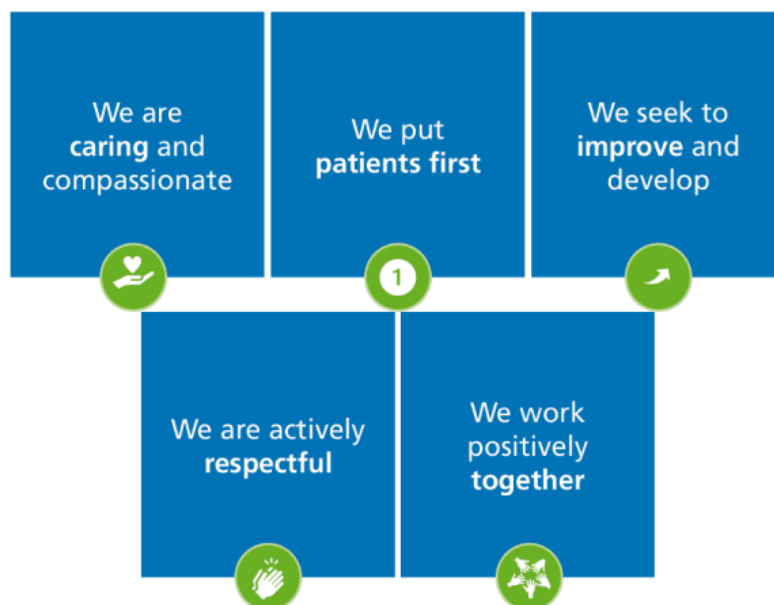 We are
caring and
compassionate
We put
patients first
1
We seek to
improve and
develop
We are actively
respectful
We work
positively
together